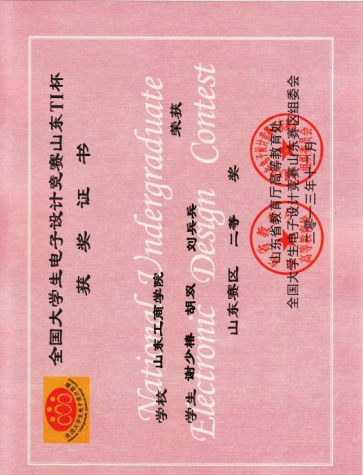 全国大学生电子设计竞赛山东TI杯
获奖证书
National Undergraduate
Electronic Design Contest
学校 山东工商学院 荣获
学生 谢少椿 胡双 刘兵兵
山东赛区 二等 奖
山东省教育厅高等教育处
全国大学生电子设计竞赛山东赛区组委会
二零一三年十二月